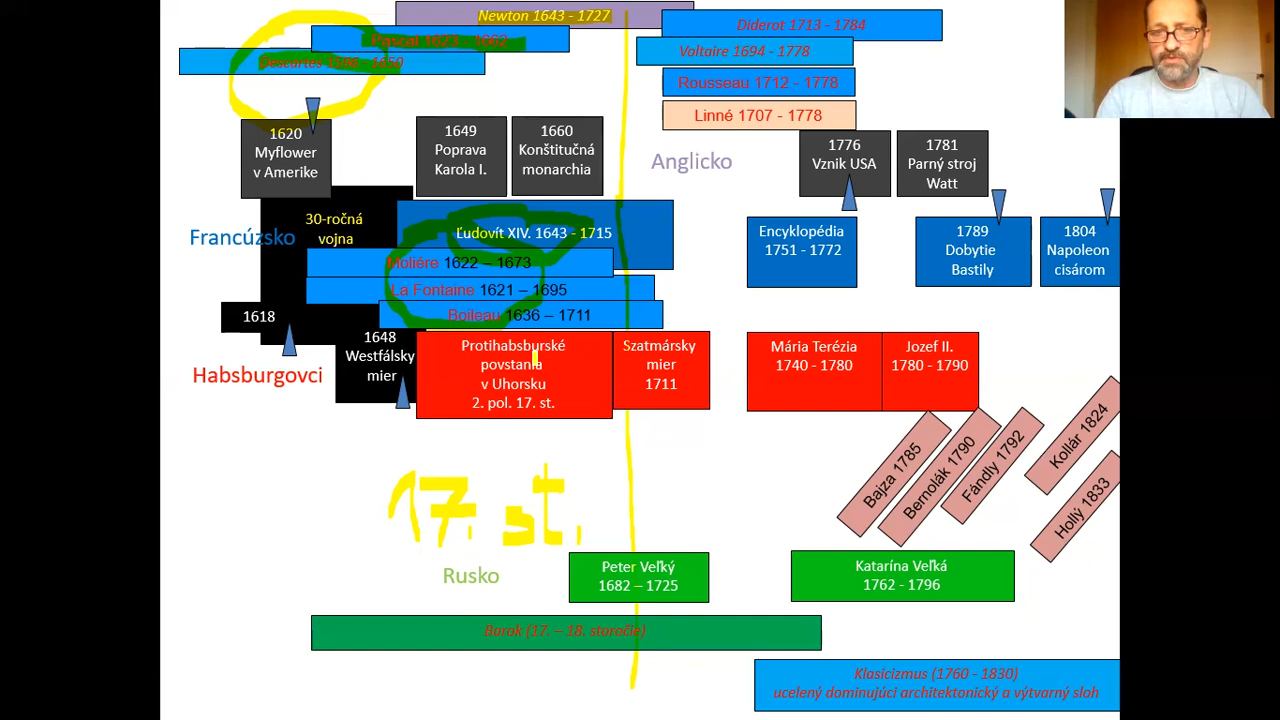 Newton 1643 - 1727
Diderot 1713 - 1784
Pascal 1623 - 1662
Voltaire 1694 - 1778
Descartes 1596 - 1650
Rousseau 1712 - 1778
Linné 1707 - 1778
1620
Myflower
v Amerike
1649
Poprava
Karola I.
1660
Konštitučná
monarchia
Anglicko
1776
Vznik USA
1781
Parný stroj
Watt
Francúzsko
30-ročná
vojna
Ľudovít XIV. 1643 - 1715
Moliére 1622 – 1673
La Fontaine 1621 – 1695
Boileau 1636 – 1711
Encyklopédia
1751 - 1772
1789
Dobytie
Bastily
1804
Napoleon
cisárom
1618
1648
Westfálsky
mier
Habsburgovci
Protihabsburské
povstania
v Uhorsku
2. pol. 17. st.
Szatmársky
mier
1711
Mária Terézia
1740 - 1780
Jozef II.
1780 - 1790
Bajza 1785
Bernolák 1790
Fándly 1792
Kollár 1824
Hollý 1833
17. st.
Rusko
Peter Veľký
1682 – 1725
Katarína Veľká
1762 - 1796
Barok (17. – 18. storočie)
Klasicizmus (1760 - 1830)
ucelený dominujúci architektonický a výtvarný sloh